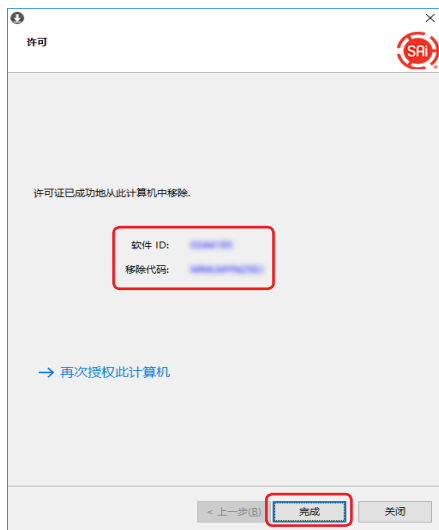 许可
SAi
许可证已成功地从此计算机中移除。
软件 ID:
移除代码:
→ 再次授权此计算机
< 上一步(B)
完成
关闭